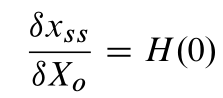 δx_ss / δX_o = H(0)